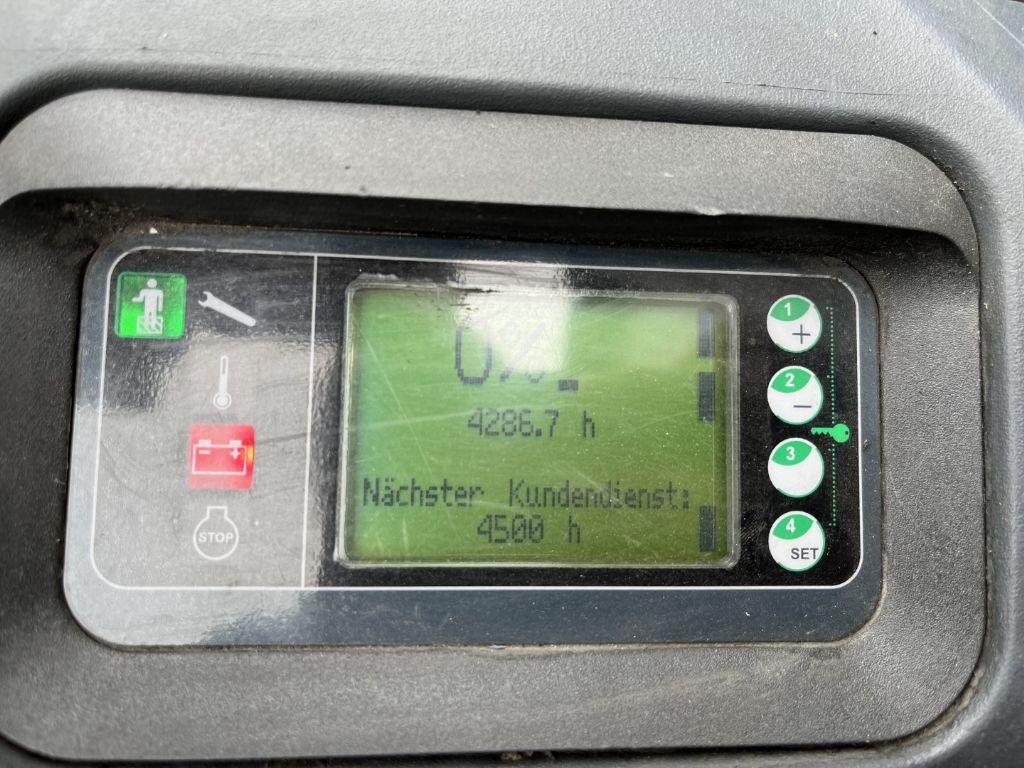 0%
4286.7 h
Nächster Kundendienst:
4500 h
STOP
1
+
2
−
3
4
SET